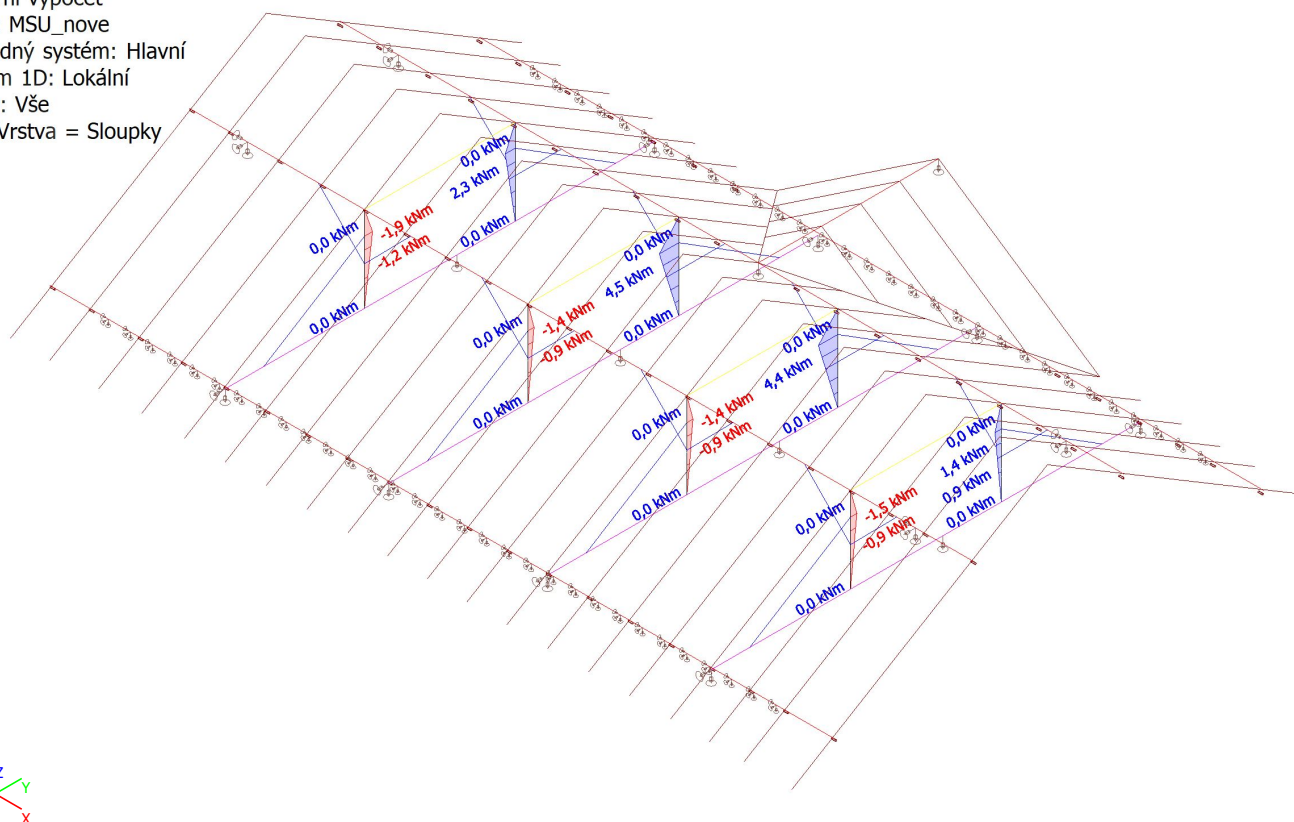 MSU_nove
systém: Hlavní
1D: Lokální
: Vše
Vrstva = Sloupky
0,0 kNm
2,3 kNm
0,0 kNm
-1,9 kNm
0,0 kNm
-1,2 kNm
0,0 kNm
0,0 kNm
4,5 kNm
0,0 kNm
-1,4 kNm
0,0 kNm
-0,9 kNm
0,0 kNm
0,0 kNm
4,4 kNm
0,0 kNm
-1,4 kNm
0,0 kNm
-0,9 kNm
0,0 kNm
0,0 kNm
1,4 kNm
0,9 kNm
0,0 kNm
-1,5 kNm
0,0 kNm
-0,9 kNm
0,0 kNm
Z
Y
X